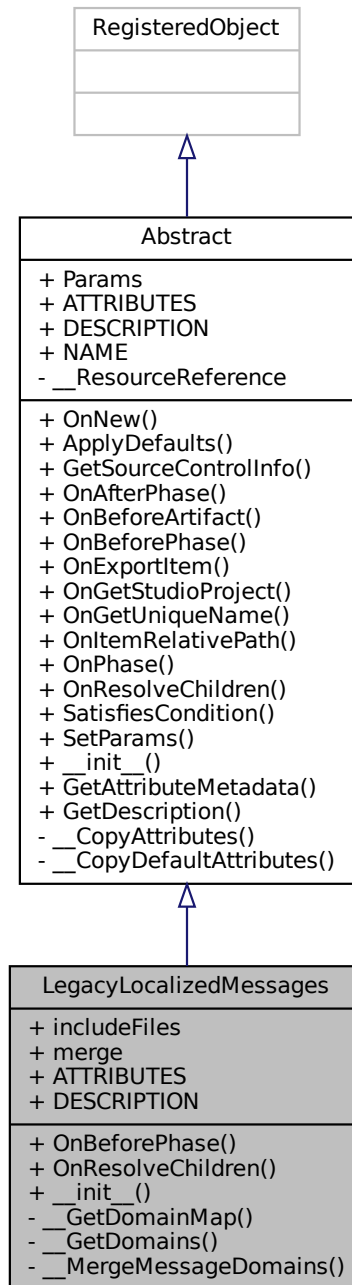 RegisteredObject
Abstract
+ Params
+ ATTRIBUTES
+ DESCRIPTION
+ NAME
- __ResourceReference
+ OnNew()
+ ApplyDefaults()
+ GetSourceControlInfo()
+ OnAfterPhase()
+ OnBeforeArtifact()
+ OnBeforePhase()
+ OnExportItem()
+ OnGetStudioProject()
+ OnGetUniqueName()
+ OnItemRelativePath()
+ OnPhase()
+ OnResolveChildren()
+ SatisfiesCondition()
+ SetParams()
+ __init__()
+ GetAttributeMetadata()
+ GetDescription()
- __CopyAttributes()
- __CopyDefaultAttributes()
LegacyLocalizedMessages
+ includeFiles
+ merge
+ ATTRIBUTES
+ DESCRIPTION
+ OnBeforePhase()
+ OnResolveChildren()
+ __init__()
- __GetDomainMap()
- __GetDomains()
- __MergeMessageDomains()